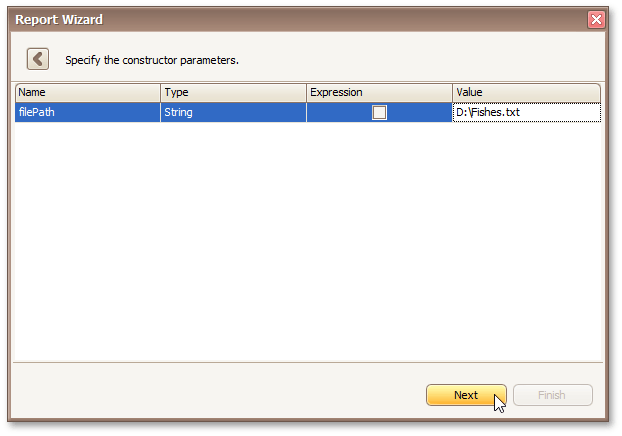 Report Wizard
Specify the constructor parameters.
Name Type Expression Value
filePath String D:\Fishes.txt
Next Finish